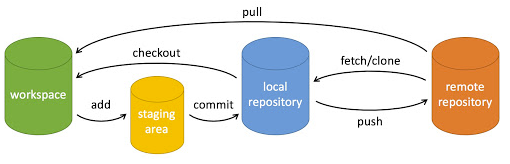 pull
checkout
fetch/clone
workspace
add
staging
area
commit
local
repository
push
remote
repository